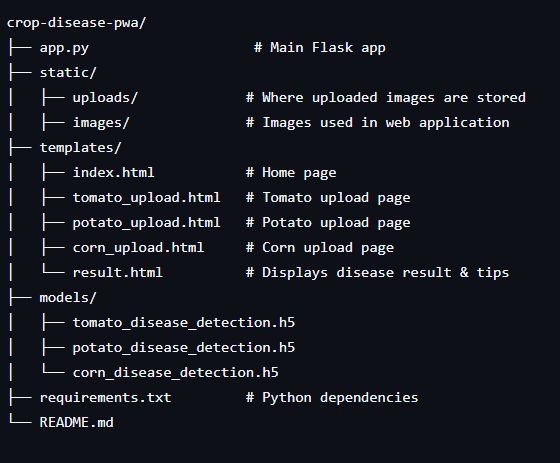 crop-disease-pwa/
├── app.py                    # Main Flask app
├── static/
│   ├── uploads/              # Where uploaded images are stored
│   ├── images/               # Images used in web application
├── templates/
│   ├── index.html            # Home page
│   ├── tomato_upload.html    # Tomato upload page
│   ├── potato_upload.html    # Potato upload page
│   ├── corn_upload.html      # Corn upload page
│   └── result.html           # Displays disease result & tips
├── models/
│   ├── tomato_disease_detection.h5
│   ├── potato_disease_detection.h5
│   └── corn_disease_detection.h5
├── requirements.txt          # Python dependencies
└── README.md